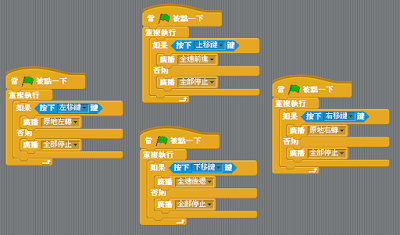 當 被點一下
重複執行
如果 按下 上移鍵 鍵
廣播 全速前進
否則
廣播 全部停止
當 被點一下
重複執行
如果 按下 左移鍵 鍵
廣播 原地左轉
否則
廣播 全部停止
當 被點一下
重複執行
如果 按下 右移鍵 鍵
廣播 原地右轉
否則
廣播 全部停止
當 被點一下
重複執行
如果 按下 下移鍵 鍵
廣播 全速後退
否則
廣播 全部停止